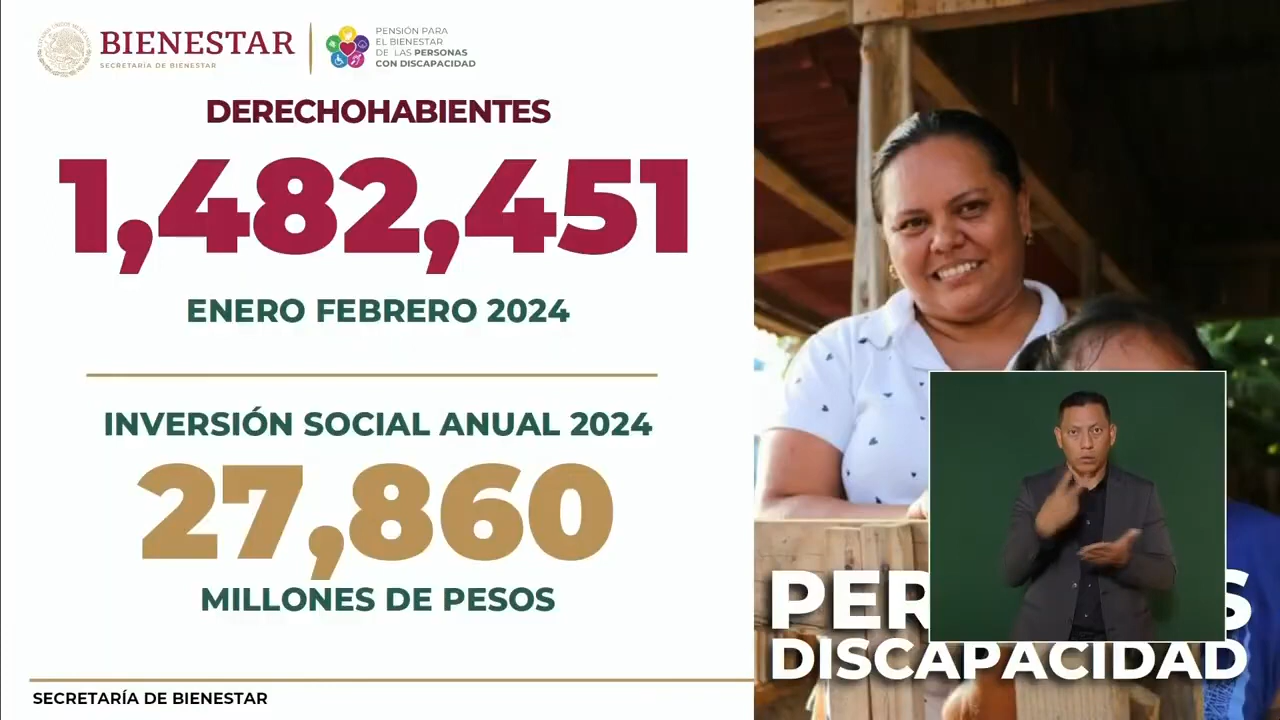 BIENESTAR
SECRETARÍA DE BIENESTAR
PENSIÓN PARA
EL BIENESTAR
DE LAS PERSONAS
CON DISCAPACIDAD
DERECHOHABIENTES
1,482,451
ENERO FEBRERO 2024
INVERSIÓN SOCIAL ANUAL 2024
27,860
MILLONES DE PESOS
SECRETARÍA DE BIENESTAR
PER S
DISCAPACIDAD